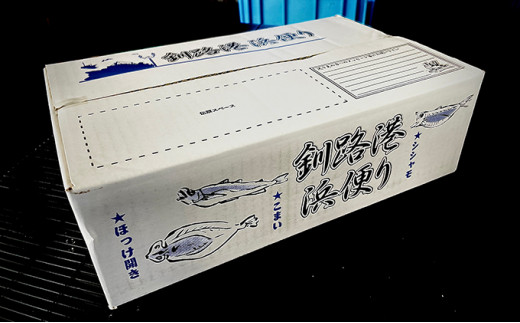 釧路港 浜便り
伝票スペース
釧路港
浜便り
★シシャモ
★こまい
★ほっけ開き